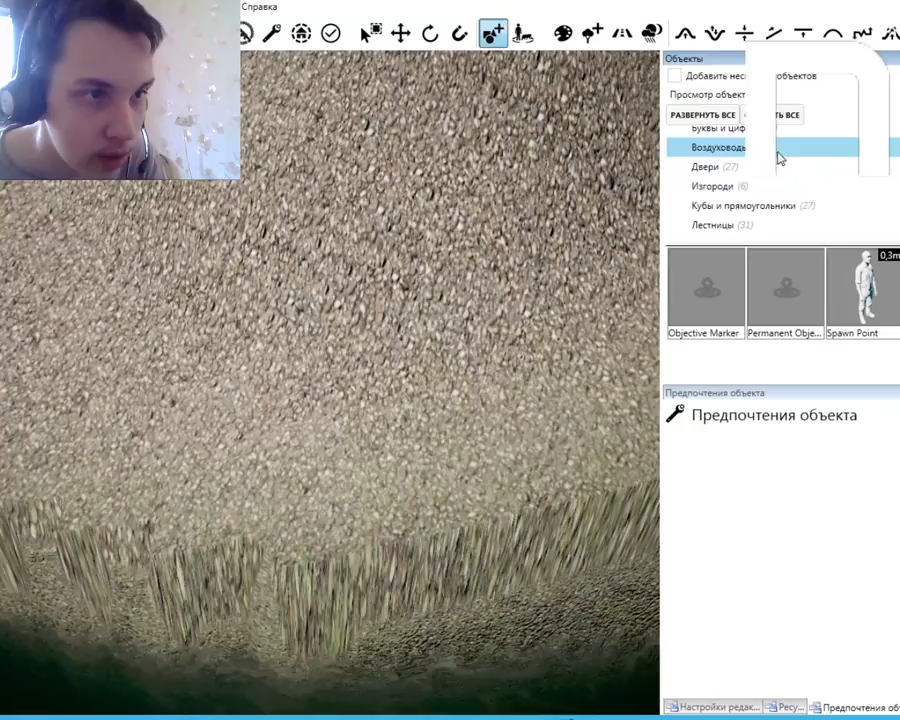 Справка
Объекты
Добавить нес объектов
Просмотр объект
РАЗВЕРНУТЬ ВСЕ ТЬ ВСЕ
Буквы и циф
Воздуховоды
Двери (27)
Изгороди (6)
Кубы и прямоугольники (27)
Лестницы (31)
0,3m
Objective Marker Permanent Obje... Spawn Point
Предпочтения объекта
Предпочтения объекта
Настройки редак... Ресу... Предпочтения об